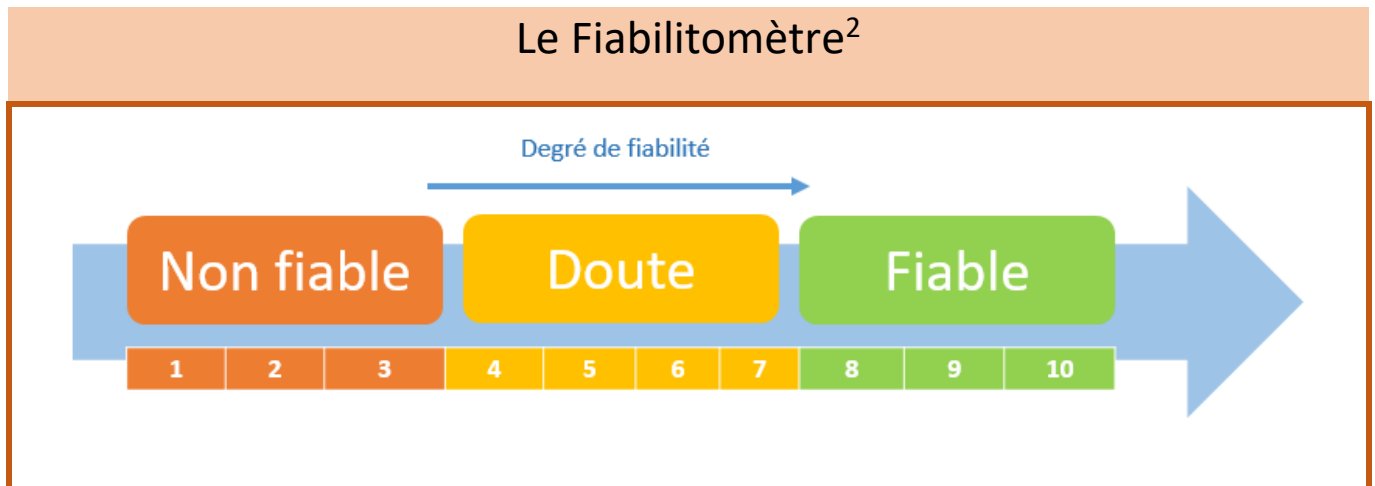 Le Fiabilitomètre²
Degré de fiabilité
Non fiable Doute Fiable
1 2 3 4 5 6 7 8 9 10